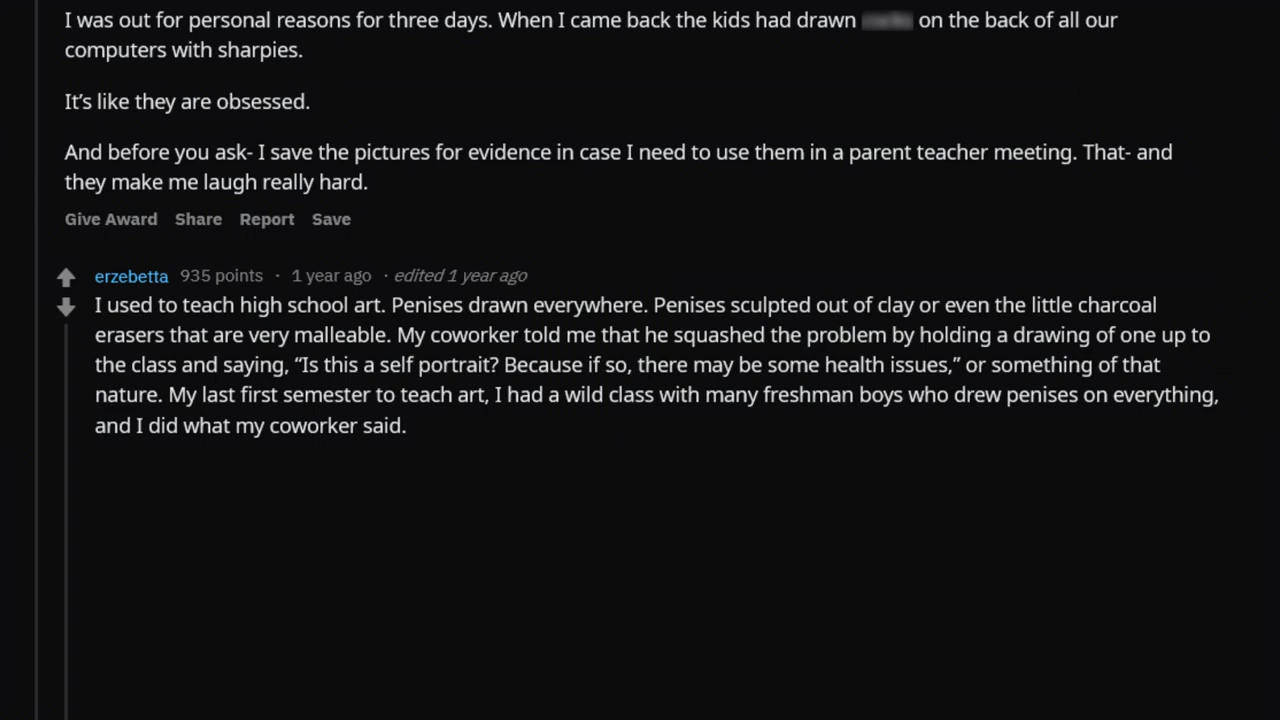 I was out for personal reasons for three days. When I came back the kids had drawn on the back of all our
computers with sharpies.
It's like they are obsessed.
And before you ask- I save the pictures for evidence in case I need to use them in a parent teacher meeting. That- and
they make me laugh really hard.
Give Award Share Report Save
erzebetta 935 points · 1 year ago · edited 1 year ago
I used to teach high school art. Penises drawn everywhere. Penises sculpted out of clay or even the little charcoal
erasers that are very malleable. My coworker told me that he squashed the problem by holding a drawing of one up to
the class and saying, “Is this a self portrait? Because if so, there may be some health issues,” or something of that
nature. My last first semester to teach art, I had a wild class with many freshman boys who drew penises on everything,
and I did what my coworker said.